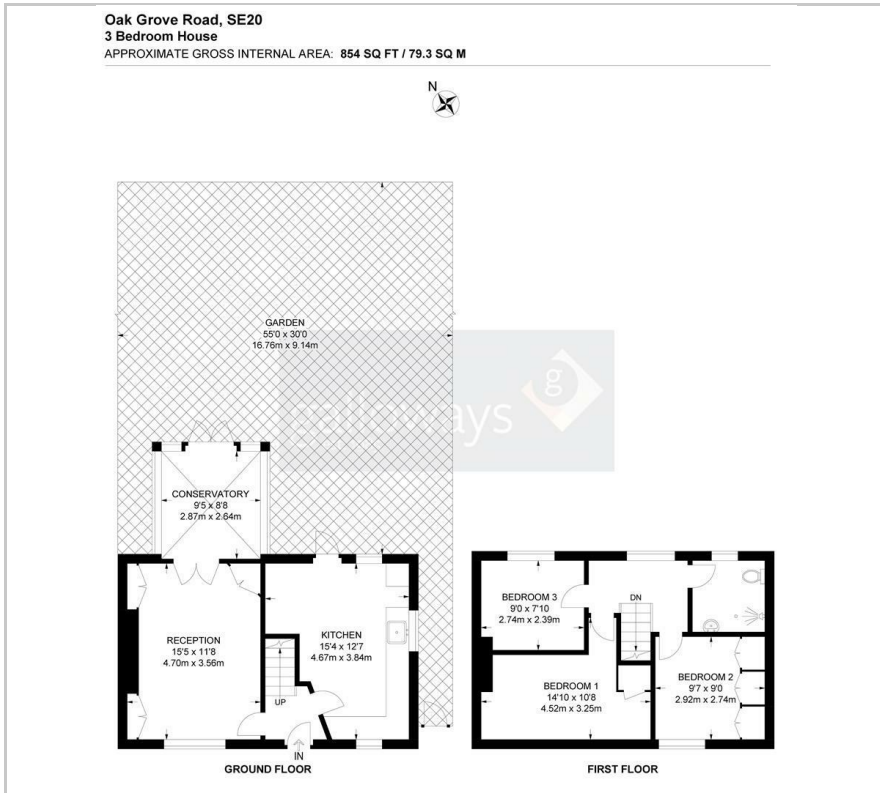 Oak Grove Road, SE20
3 Bedroom House
APPROXIMATE GROSS INTERNAL AREA: 854 SQ FT / 79.3 SQ M
N
GARDEN
55'0 x 30'0
16.76m x 9.14m
g
galloways
CONSERVATORY
9'5 x 8'8
2.87m x 2.64m
RECEPTION
15'5 x 11'8
4.70m x 3.56m
KITCHEN
15'4 x 12'7
4.67m x 3.84m
UP
IN
GROUND FLOOR
BEDROOM 3
9'0 x 7'10
2.74m x 2.39m
DN
BEDROOM 1
14'10 x 10'8
4.52m x 3.25m
BEDROOM 2
9'7 x 9'0
2.92m x 2.74m
FIRST FLOOR